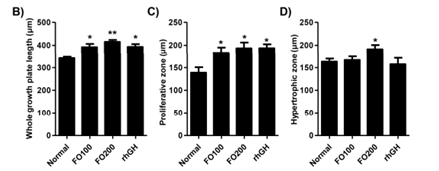 B)
Whole growth plate length (μm)
500
400
300
200
100
0
*
**
*
Normal
FO100
FO200
rhGH
C)
Proliferative zone (μm)
250
200
150
100
50
0
*
*
*
Normal
FO100
FO200
rhGH
D)
Hypertrophic zone (μm)
250
200
150
100
50
0
*
Normal
FO100
FO200
rhGH